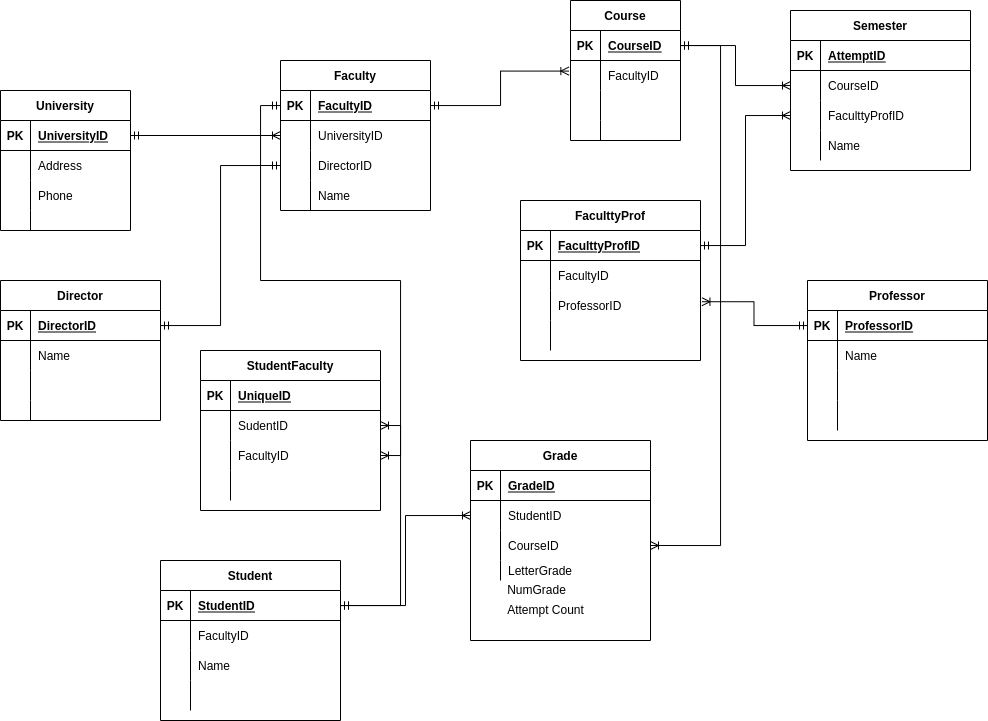 University
PK UniversityID
Address
Phone
Faculty
PK FacultyID
UniversityID
DirectorID
Name
Course
PK CourseID
FacultyID
Semester
PK AttemptID
CourseID
FaculttyProfID
Name
Director
PK DirectorID
Name
FaculttyProf
PK FaculttyProfID
FacultyID
ProfessorID
Professor
PK ProfessorID
Name
StudentFaculty
PK UniqueID
SudentID
FacultyID
Grade
PK GradeID
StudentID
CourseID
LetterGrade
NumGrade
Attempt Count
Student
PK StudentID
FacultyID
Name